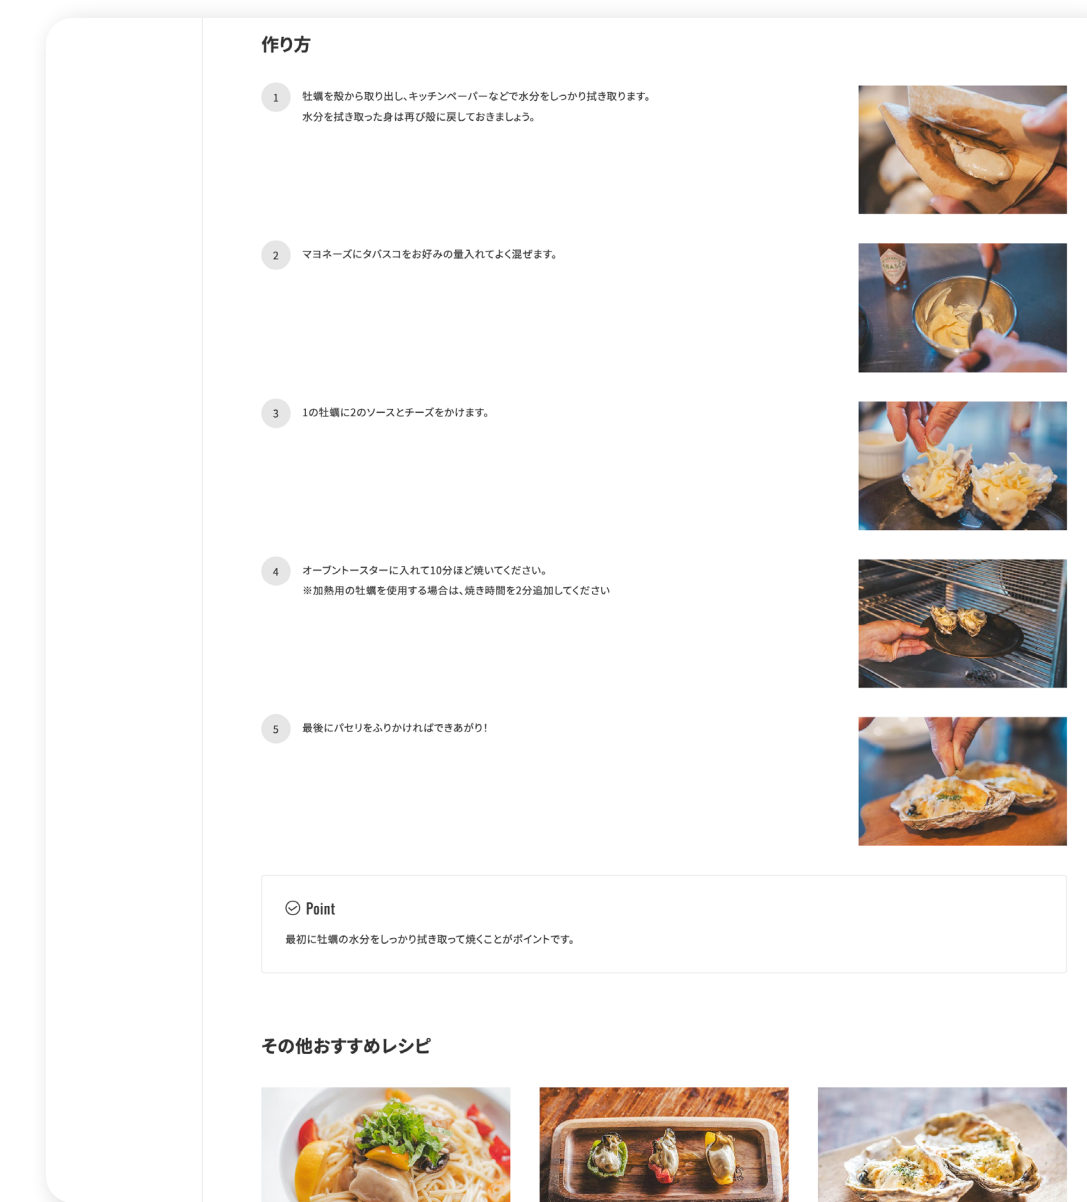 作り方
1
牡蠣を殻から取り出し、キッチンペーパーなどで水分をしっかり拭き取ります。
水分を拭き取った身は再び殻に戻しておきましょう。
2
マヨネーズにタバスコをお好みの量入れてよく混ぜます。
3
1の牡蠣に2のソースとチーズをかけます。
4
オーブントースターに入れて10分ほど焼いてください。
※加熱用の牡蠣を使用する場合は、焼き時間を2分追加してください
5
最後にパセリをふりかければできあがり！
Point
最初に牡蠣の水分をしっかり拭き取って焼くことがポイントです。
その他おすすめレシピ